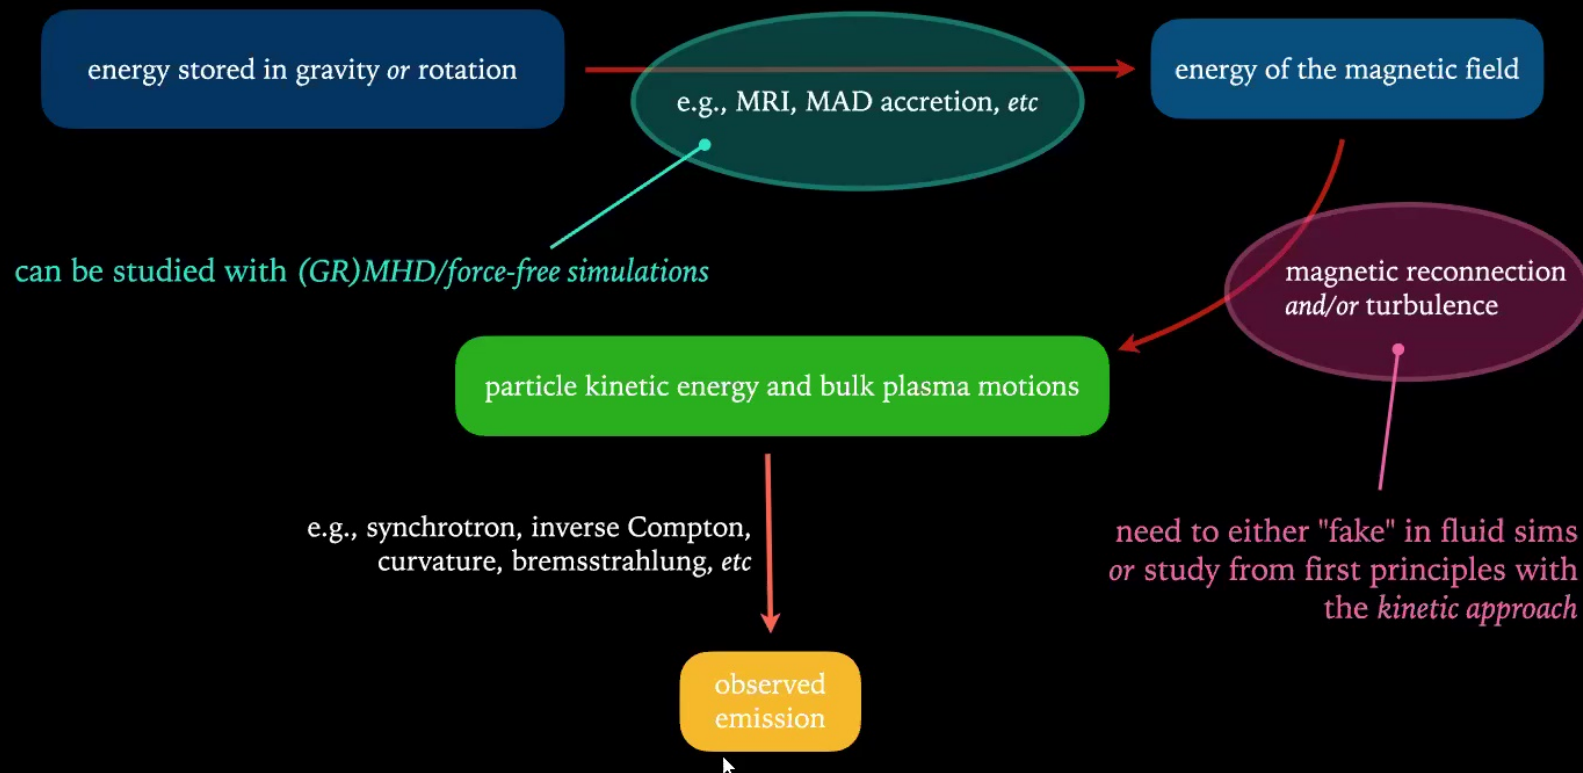 energy stored in gravity or rotation
e.g., MRI, MAD accretion, etc
energy of the magnetic field
can be studied with (GR)MHD/force-free simulations
magnetic reconnection
and/or turbulence
particle kinetic energy and bulk plasma motions
e.g., synchrotron, inverse Compton,
curvature, bremsstrahlung, etc
need to either "fake" in fluid sims
or study from first principles with
the kinetic approach
observed
emission